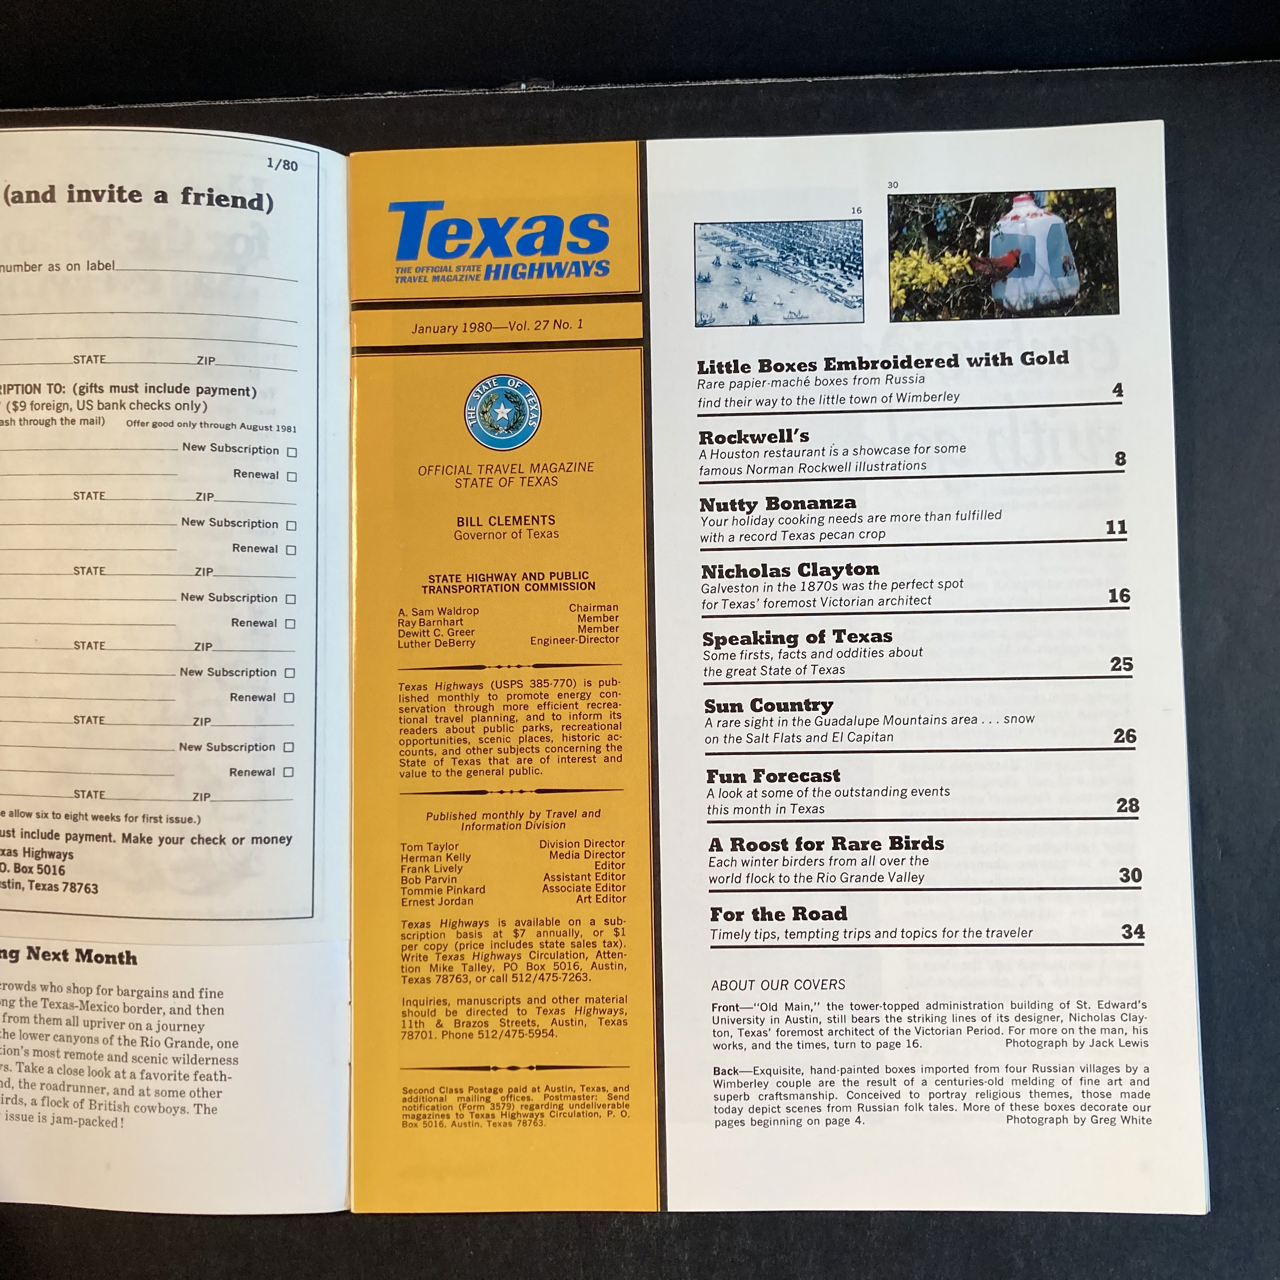 1/80
(and invite a friend)
number as on label
STATE ZIP
RIPTION TO: (gifts must include payment)
($9 foreign, US bank checks only)
ash through the mail) Offer good only through August 1981
New Subscription
Renewal
STATE ZIP
New Subscription
Renewal
STATE ZIP
New Subscription
Renewal
STATE ZIP
New Subscription
Renewal
STATE ZIP
New Subscription
Renewal
STATE ZIP
e allow six to eight weeks for first issue.)
ust include payment. Make your check or money
xas Highways
O. Box 5016
stin, Texas 78763
ng Next Month
crowds who shop for bargains and fine
ong the Texas-Mexico border, and then
from them all upriver on a journey
the lower canyons of the Rio Grande, one
tion's most remote and scenic wilderness
ys. Take a close look at a favorite feath-
nd, the roadrunner, and at some other
irds, a flock of British cowboys. The
issue is jam-packed!
Texas
THE OFFICIAL STATE
TRAVEL MAGAZINE HIGHWAYS
January 1980—Vol. 27 No. 1
THE STATE OF TEXAS
OFFICIAL TRAVEL MAGAZINE
STATE OF TEXAS
BILL CLEMENTS
Governor of Texas
STATE HIGHWAY AND PUBLIC
TRANSPORTATION COMMISSION
A. Sam Waldrop Chairman
Ray Barnhart Member
Dewitt C. Greer Member
Luther DeBerry Engineer-Director
Texas Highways (USPS 385-770) is pub-
lished monthly to promote energy con-
servation through more efficient recrea-
tional travel planning, and to inform its
readers about public parks, recreational
opportunities, scenic places, historic ac-
counts, and other subjects concerning the
State of Texas that are of interest and
value to the general public.
Published monthly by Travel and
Information Division
Tom Taylor Division Director
Herman Kelly Media Director
Frank Lively Editor
Bob Parvin Assistant Editor
Tommie Pinkard Associate Editor
Ernest Jordan Art Editor
Texas Highways is available on a sub-
scription basis at $7 annually, or $1
per copy (price includes state sales tax).
Write Texas Highways Circulation, Atten-
tion Mike Talley, PO Box 5016, Austin,
Texas 78763, or call 512/475-7263.
Inquiries, manuscripts and other material
should be directed to Texas Highways,
11th & Brazos Streets, Austin, Texas
78701. Phone 512/475-5954.
Second Class Postage paid at Austin, Texas, and
additional mailing offices. Postmaster: Send
notification (Form 3579) regarding undeliverable
magazines to Texas Highways Circulation, P. O.
Box 5016, Austin, Texas 78763.
16
30
Little Boxes Embroidered with Gold
Rare papier-maché boxes from Russia
find their way to the little town of Wimberley 4
Rockwell's
A Houston restaurant is a showcase for some
famous Norman Rockwell illustrations 8
Nutty Bonanza
Your holiday cooking needs are more than fulfilled
with a record Texas pecan crop 11
Nicholas Clayton
Galveston in the 1870s was the perfect spot
for Texas' foremost Victorian architect 16
Speaking of Texas
Some firsts, facts and oddities about
the great State of Texas 25
Sun Country
A rare sight in the Guadalupe Mountains area . . . snow
on the Salt Flats and El Capitan 26
Fun Forecast
A look at some of the outstanding events
this month in Texas 28
A Roost for Rare Birds
Each winter birders from all over the
world flock to the Rio Grande Valley 30
For the Road
Timely tips, tempting trips and topics for the traveler 34
ABOUT OUR COVERS
Front—"Old Main," the tower-topped administration building of St. Edward's
University in Austin, still bears the striking lines of its designer, Nicholas Clay-
ton, Texas' foremost architect of the Victorian Period. For more on the man, his
works, and the times, turn to page 16. Photograph by Jack Lewis
Back—Exquisite, hand-painted boxes imported from four Russian villages by a
Wimberley couple are the result of a centuries-old melding of fine art and
superb craftsmanship. Conceived to portray religious themes, those made
today depict scenes from Russian folk tales. More of these boxes decorate our
pages beginning on page 4. Photograph by Greg White